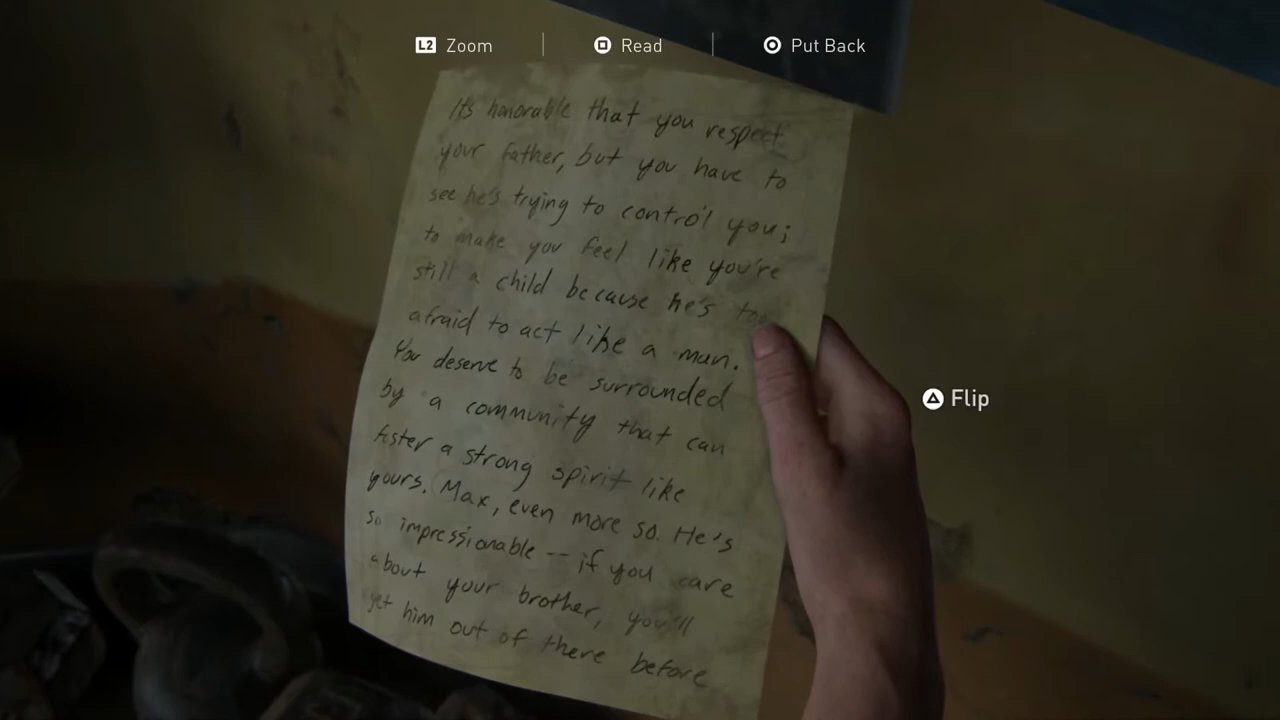 L2 Zoom
Read
Put Back
It's honorable that you respect
your father, but you have to
see he's trying to control you;
to make you feel like you're
still a child because he's too
afraid to act like a man.
You deserve to be surrounded
by a community that can
foster a strong spirit like
yours. Max, even more so. He's
so impressionable -- if you care
about your brother, you'll
get him out of there before
Flip